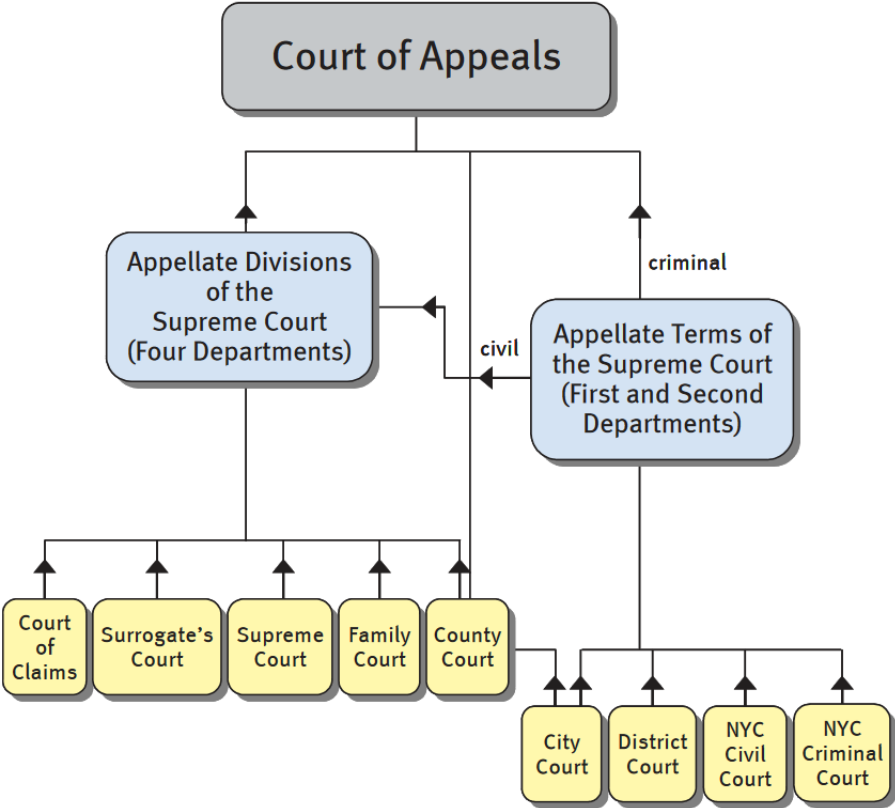 Court of Appeals
Appellate Divisions
of the
Supreme Court
(Four Departments)
criminal
civil
Appellate Terms of
the Supreme Court
(First and Second
Departments)
Court
of
Claims
Surrogate's
Court
Supreme
Court
Family
Court
County
Court
City
Court
District
Court
NYC
Civil
Court
NYC
Criminal
Court